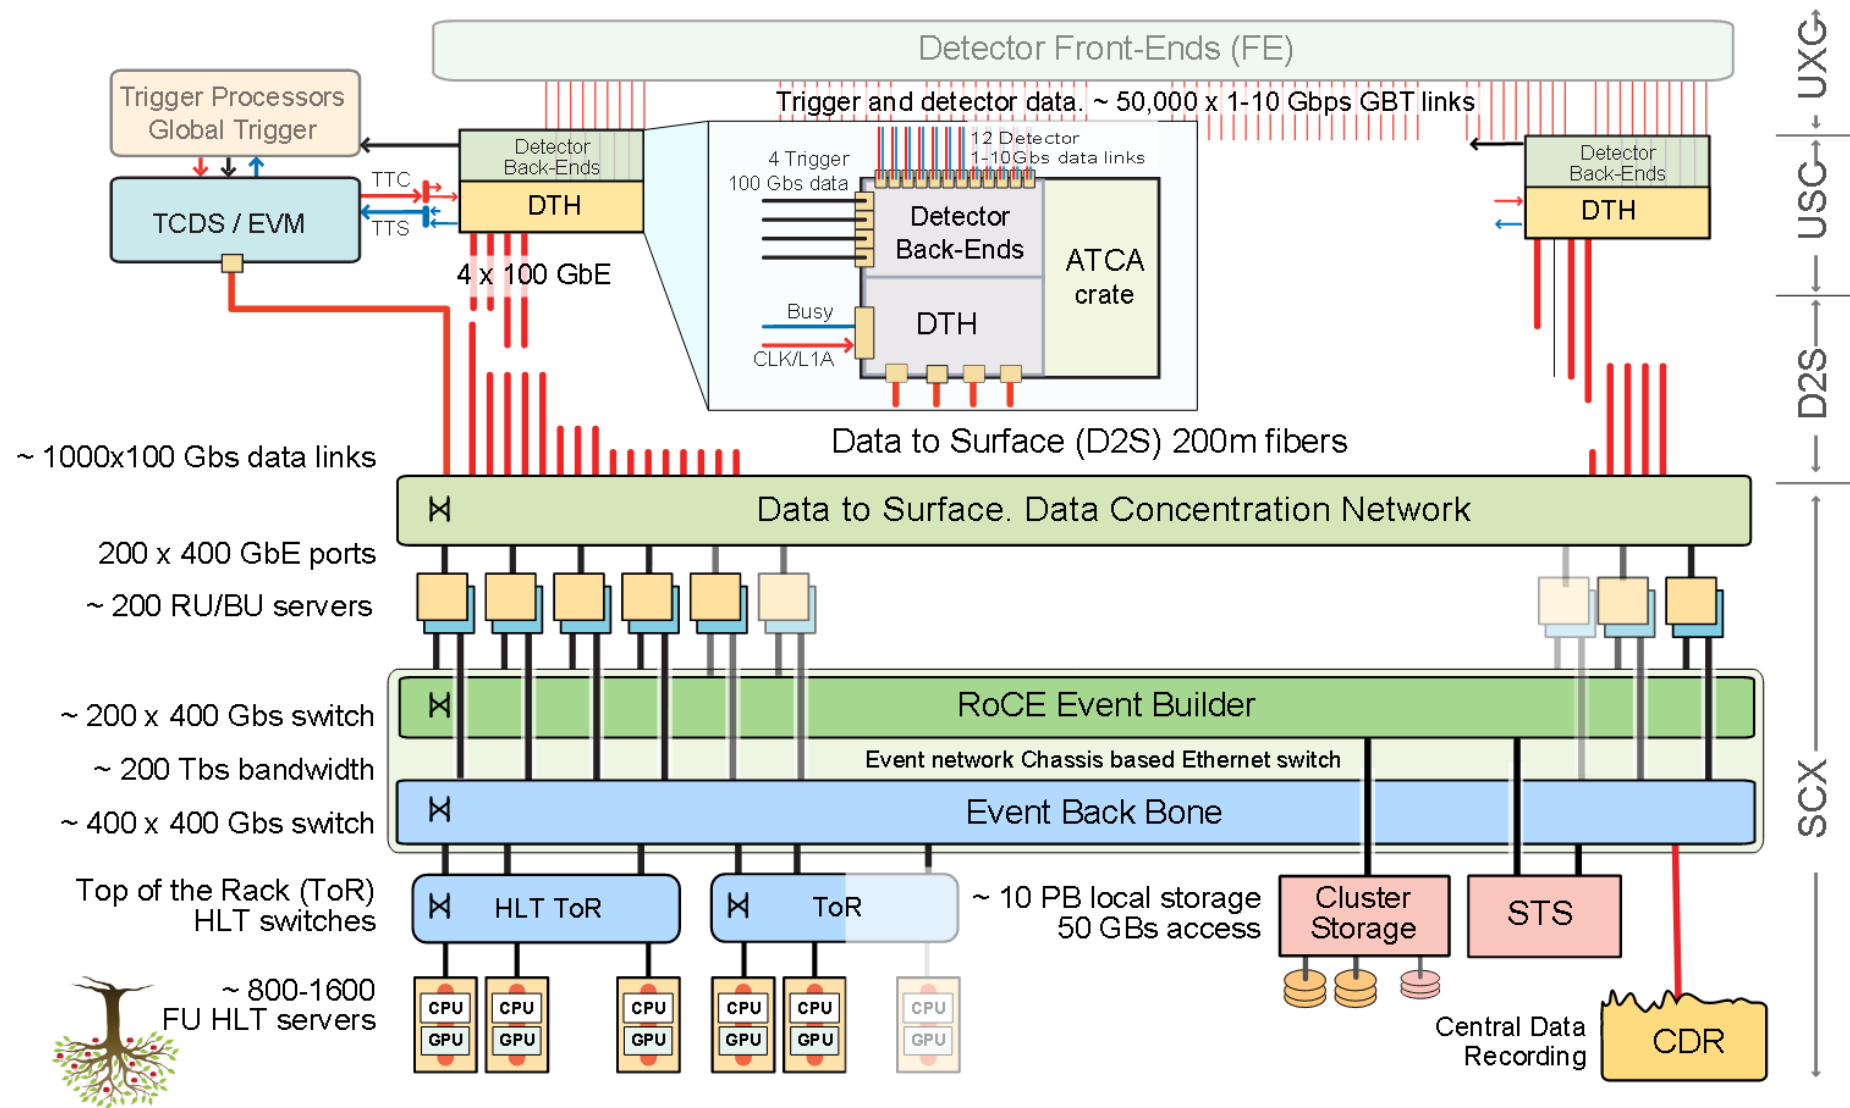 Detector Front-Ends (FE)
Trigger and detector data. ~ 50,000 x 1-10 Gbps GBT links
Trigger Processors
Global Trigger
TCDS / EVM
TTC
TTS
Detector
Back-Ends
DTH
4 x 100 GbE
12 Detector
1-10Gbs data links
4 Trigger
100 Gbs data
Detector
Back-Ends
ATCA
crate
Busy
DTH
CLK/L1A
Detector
Back-Ends
DTH
UXG
USC
D2S
SCX
Data to Surface (D2S) 200m fibers
~ 1000x100 Gbs data links
Data to Surface. Data Concentration Network
200 x 400 GbE ports
~ 200 RU/BU servers
~ 200 x 400 Gbs switch
RoCE Event Builder
~ 200 Tbs bandwidth
Event network Chassis based Ethernet switch
~ 400 x 400 Gbs switch
Event Back Bone
Top of the Rack (ToR)
HLT switches
HLT ToR
ToR
~ 10 PB local storage
50 GBs access
Cluster
Storage
STS
~ 800-1600
FU HLT servers
CPU
GPU
CPU
GPU
CPU
GPU
CPU
GPU
CPU
GPU
CPU
GPU
Central Data
Recording
CDR